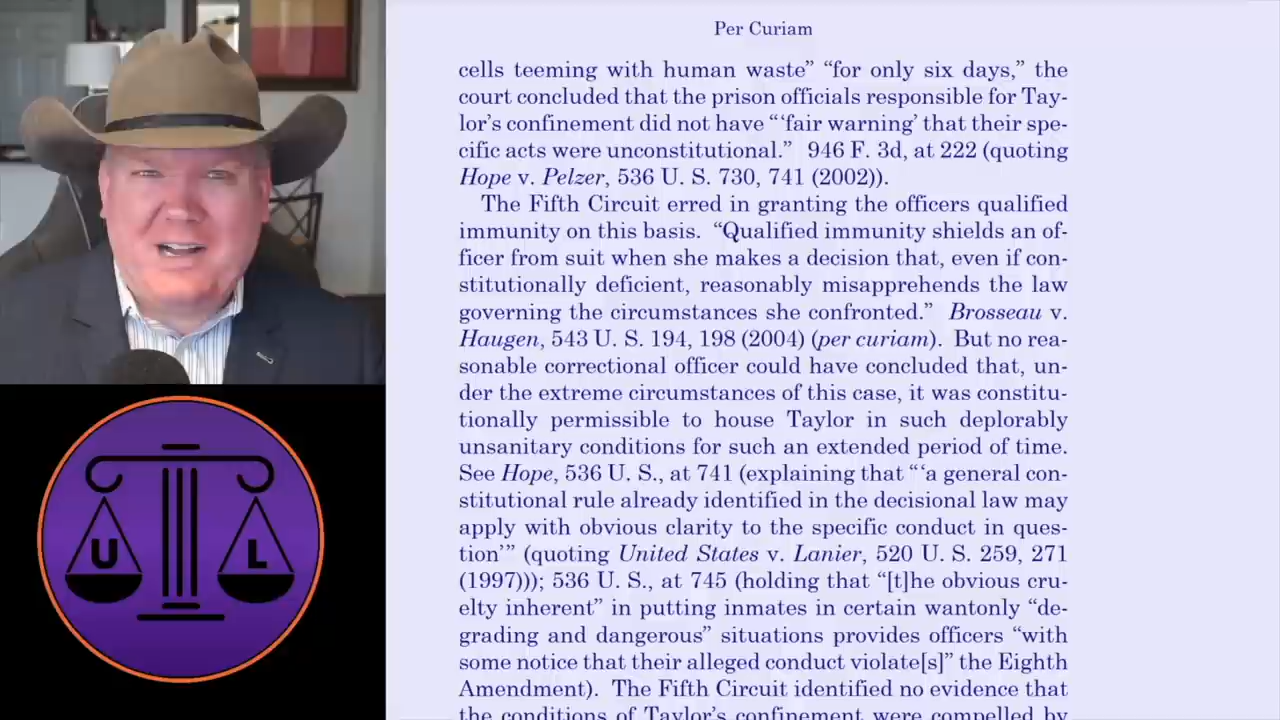 Per Curiam
cells teeming with human waste” “for only six days,” the
court concluded that the prison officials responsible for Tay-
lor’s confinement did not have “‘fair warning’ that their spe-
cific acts were unconstitutional.” 946 F. 3d, at 222 (quoting
Hope v. Pelzer, 536 U. S. 730, 741 (2002)).
The Fifth Circuit erred in granting the officers qualified
immunity on this basis. “Qualified immunity shields an of-
ficer from suit when she makes a decision that, even if con-
stitutionally deficient, reasonably misapprehends the law
governing the circumstances she confronted.” Brosseau v.
Haugen, 543 U. S. 194, 198 (2004) (per curiam). But no rea-
sonable correctional officer could have concluded that, un-
der the extreme circumstances of this case, it was constitu-
tionally permissible to house Taylor in such deplorably
unsanitary conditions for such an extended period of time.
See Hope, 536 U. S., at 741 (explaining that “‘a general con-
stitutional rule already identified in the decisional law may
apply with obvious clarity to the specific conduct in ques-
tion’” (quoting United States v. Lanier, 520 U. S. 259, 271
(1997))); 536 U. S., at 745 (holding that “[t]he obvious cru-
elty inherent” in putting inmates in certain wantonly “de-
grading and dangerous” situations provides officers “with
some notice that their alleged conduct violate[s]” the Eighth
Amendment). The Fifth Circuit identified no evidence that
the conditions of Taylor’s confinement were compelled by
U L